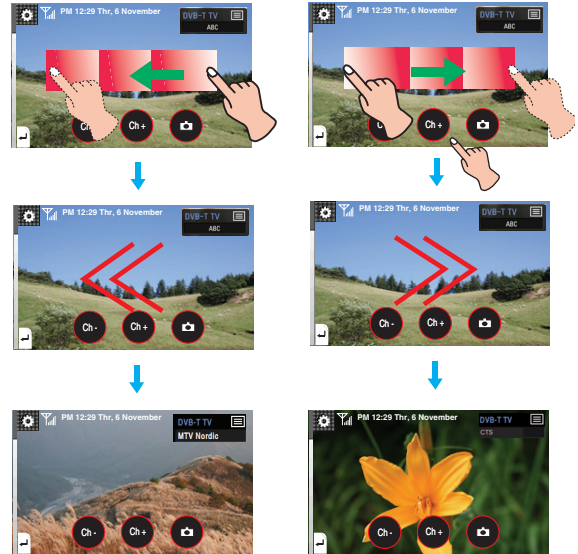 PM 12:29 Thr, 6 November
DVB-T TV
ABC
Ch
Ch +
PM 12:29 Thr, 6 November
DVB-T TV
ABC
C
Ch +
PM 12:29 Thr, 6 November
DVB-T TV
ABC
Ch -
Ch +
PM 12:29 Thr, 6 November
DVB-T TV
ABC
Ch -
Ch +
PM 12:29 Thr, 6 November
DVB-T TV
MTV Nordic
Ch -
Ch +
PM 12:29 Thr, 6 November
DVB-T TV
CTS
Ch -
Ch +